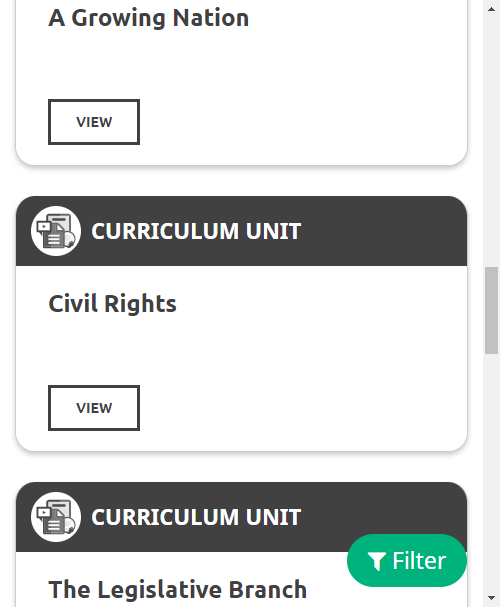 A Growing Nation
VIEW
CURRICULUM UNIT
Civil Rights
VIEW
CURRICULUM UNIT
Filter
The Legislative Branch